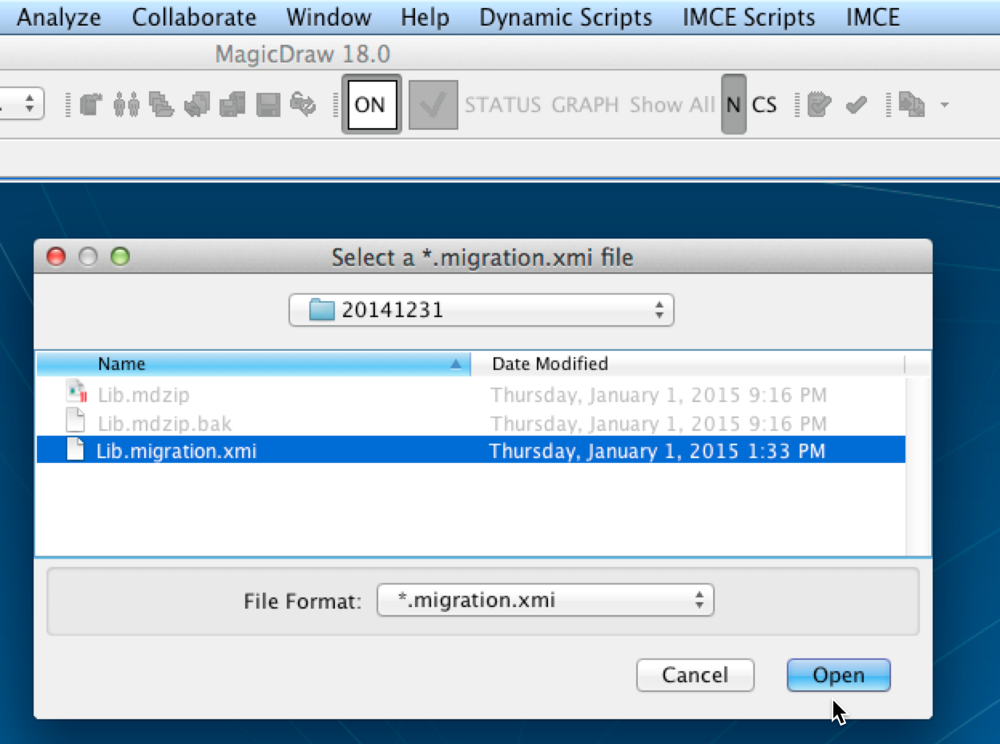 Analyze Collaborate Window Help Dynamic Scripts IMCE Scripts IMCE
MagicDraw 18.0
ON STATUS GRAPH Show All N CS
Select a *.migration.xmi file
20141231
Name Date Modified
Lib.mdzip Thursday, January 1, 2015 9:16 PM
Lib.mdzip.bak Thursday, January 1, 2015 9:16 PM
Lib.migration.xmi Thursday, January 1, 2015 1:33 PM
File Format: *.migration.xmi
Cancel Open